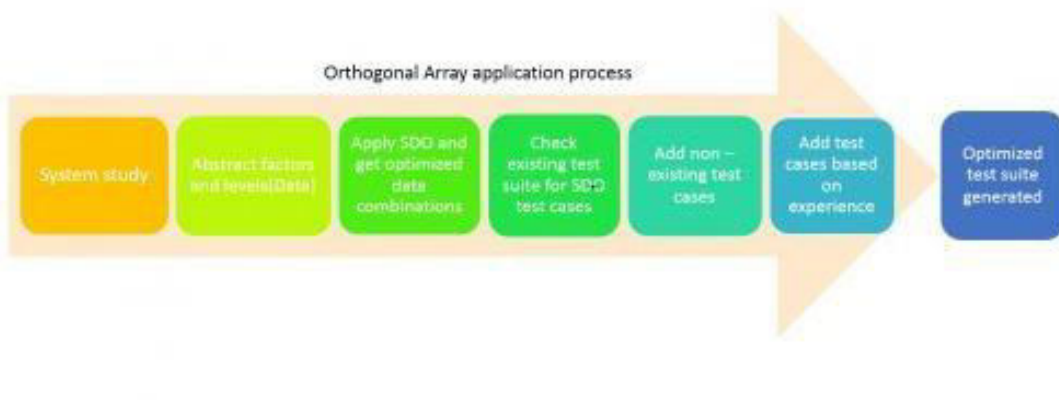 Orthogonal Array application process
System study
Abstract factors
and levels(Data)
Apply SDO and
get optimized
data
combinations
Check
existing test
suite for SDO
test cases
Add non –
existing test
cases
Add test
cases based
on
experience
Optimized
test suite
generated